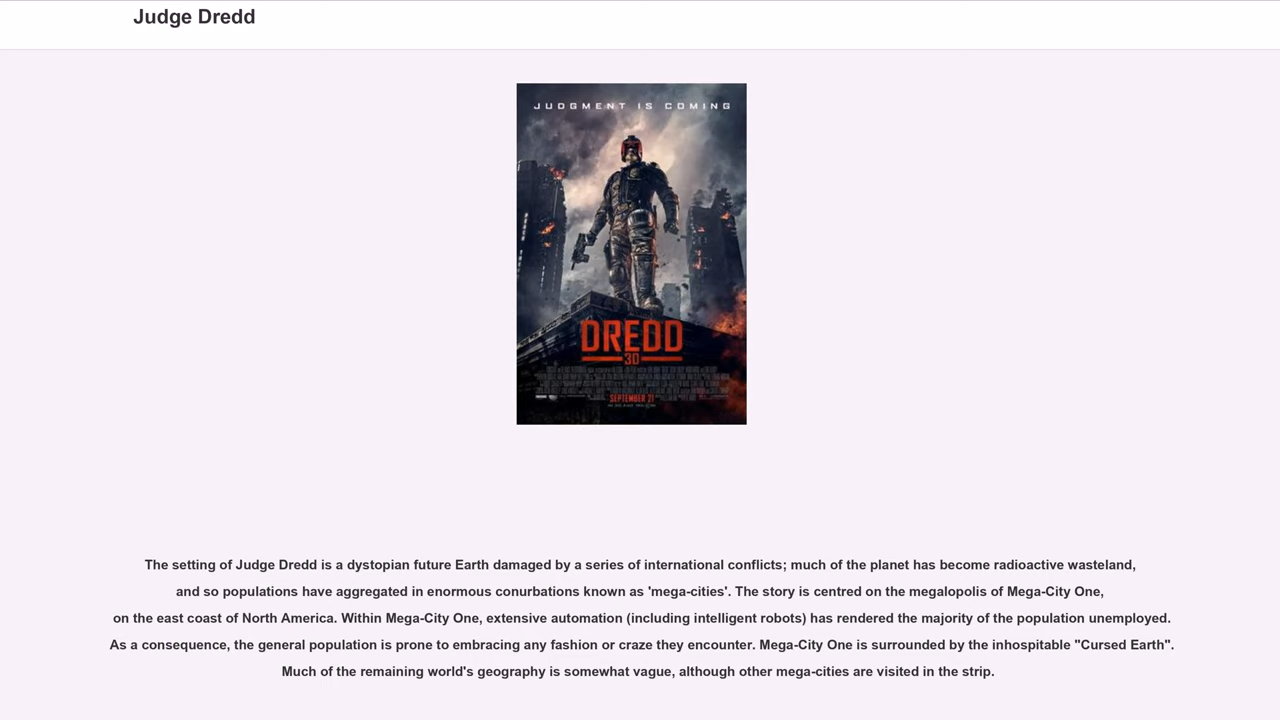 Judge Dredd
JUDGMENT IS COMING
DREDD
3D
SEPTEMBER 21
The setting of Judge Dredd is a dystopian future Earth damaged by a series of international conflicts; much of the planet has become radioactive wasteland,
and so populations have aggregated in enormous conurbations known as 'mega-cities'. The story is centred on the megalopolis of Mega-City One,
on the east coast of North America. Within Mega-City One, extensive automation (including intelligent robots) has rendered the majority of the population unemployed.
As a consequence, the general population is prone to embracing any fashion or craze they encounter. Mega-City One is surrounded by the inhospitable "Cursed Earth".
Much of the remaining world's geography is somewhat vague, although other mega-cities are visited in the strip.